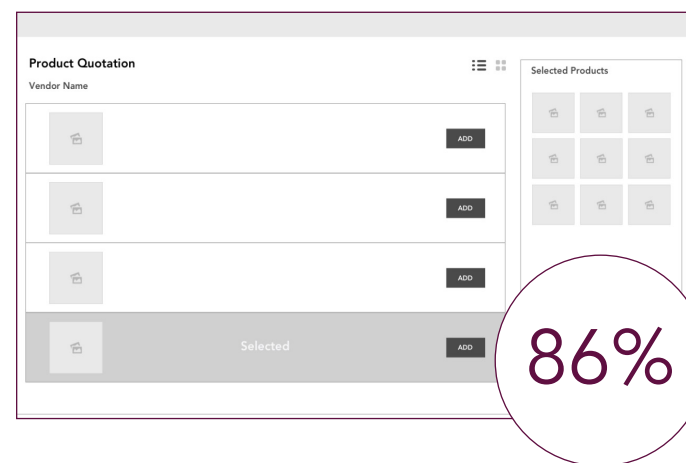 Product Quotation
Vendor Name
Selected Products
ADD
ADD
ADD
Selected
ADD
86%